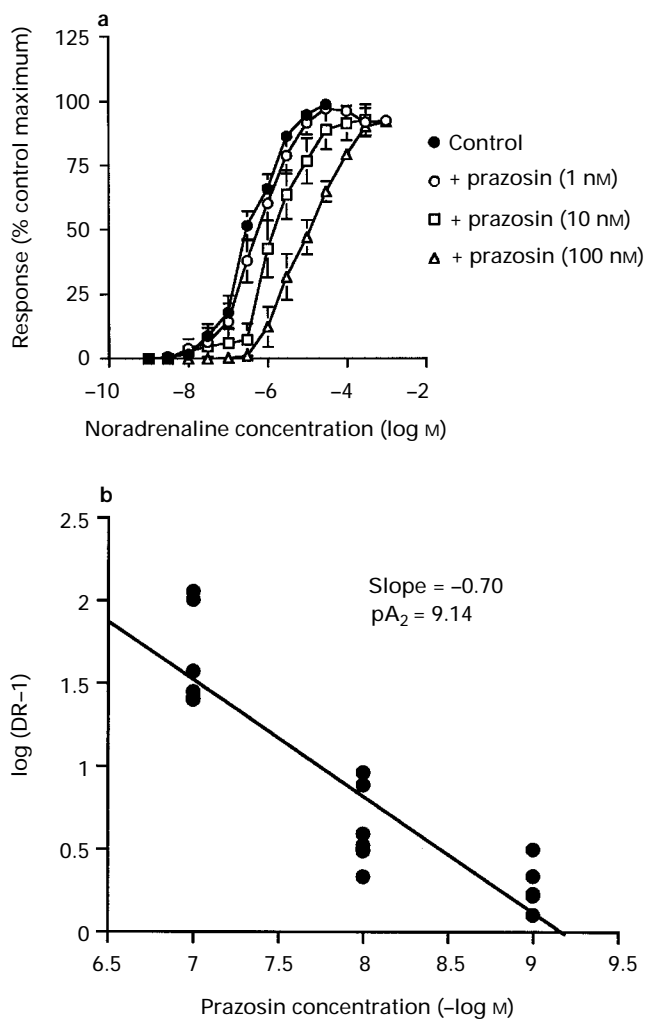 a
125
100
75
50
25
0
Response (% control maximum)
−10 −8 −6 −4 −2
Noradrenaline concentration (log M)
Control
+ prazosin (1 nM)
+ prazosin (10 nM)
+ prazosin (100 nM)
b
2.5
2
1.5
1
0.5
0
log (DR–1)
Slope = −0.70
pA2 = 9.14
6.5 7 7.5 8 8.5 9 9.5
Prazosin concentration (−log M)